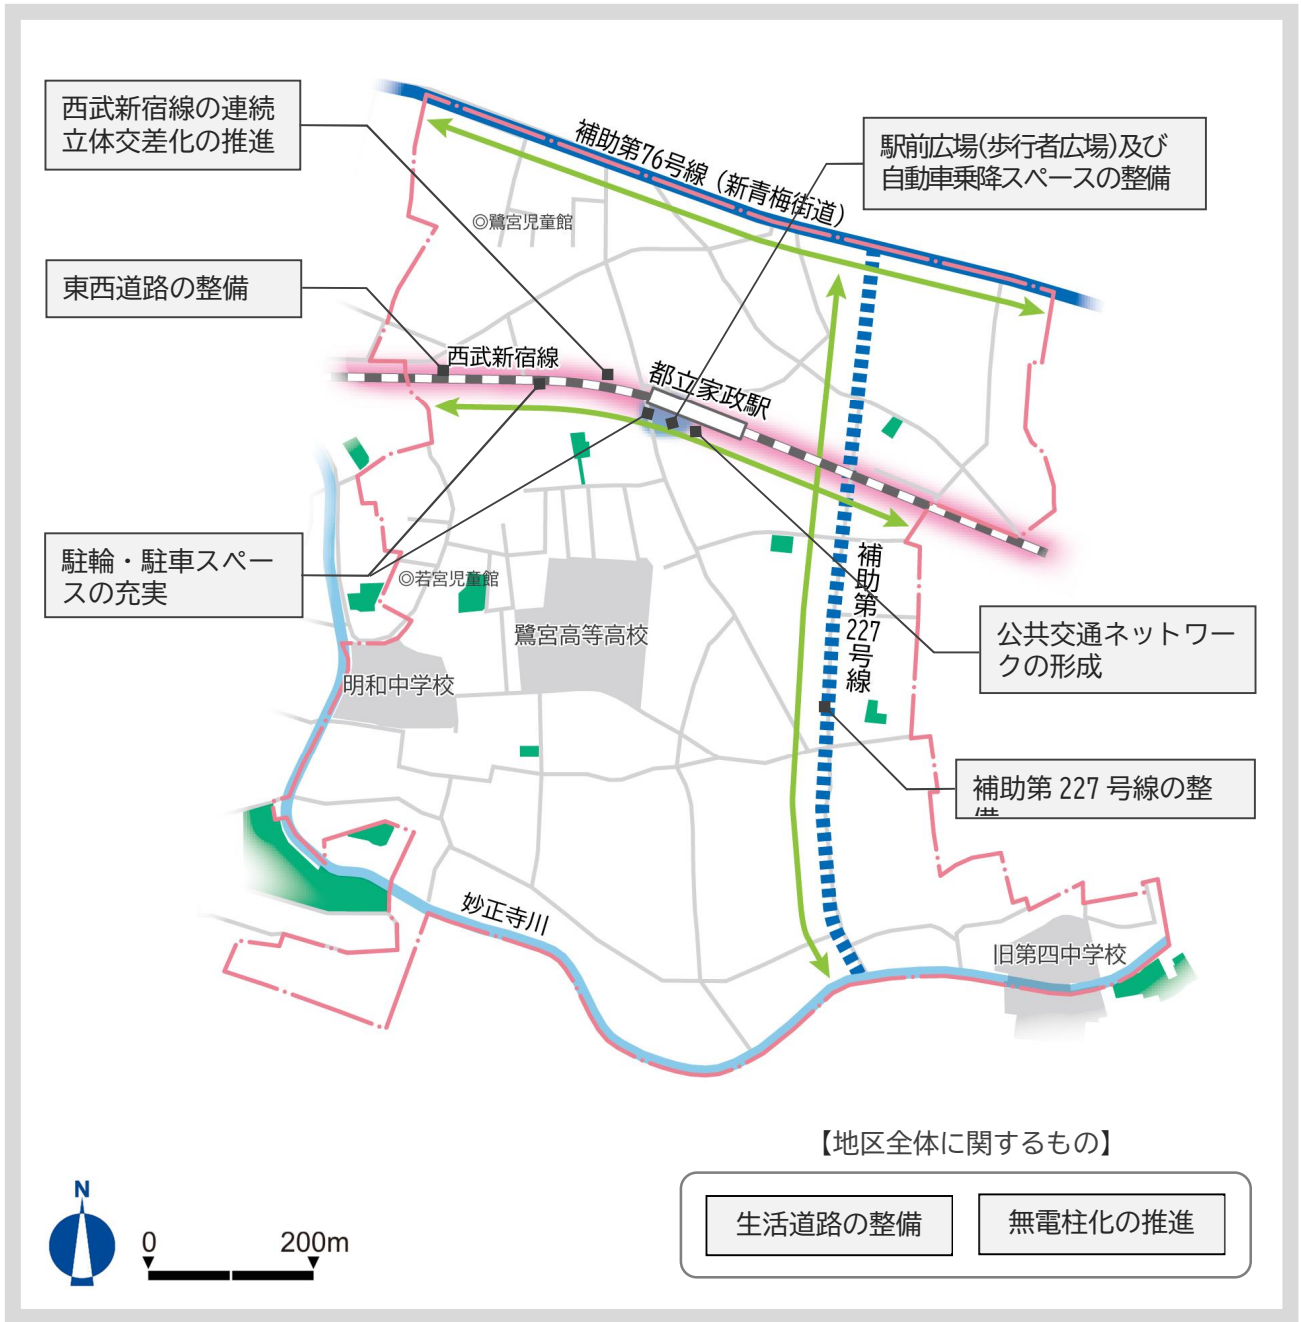 西武新宿線の連続
立体交差化の推進
補助第76号線（新青梅街道）
駅前広場(歩行者広場)及び
自動車乗降スペースの整備
◎鷺宮児童館
東西道路の整備
西武新宿線
都立家政駅
駐輪・駐車スペー
スの充実
◎若宮児童館
補助第227号線
鷺宮高等高校
公共交通ネットワー
クの形成
明和中学校
補助第 227 号線の整
備
妙正寺川
旧第四中学校
【地区全体に関するもの】
生活道路の整備
無電柱化の推進
N
0
200m